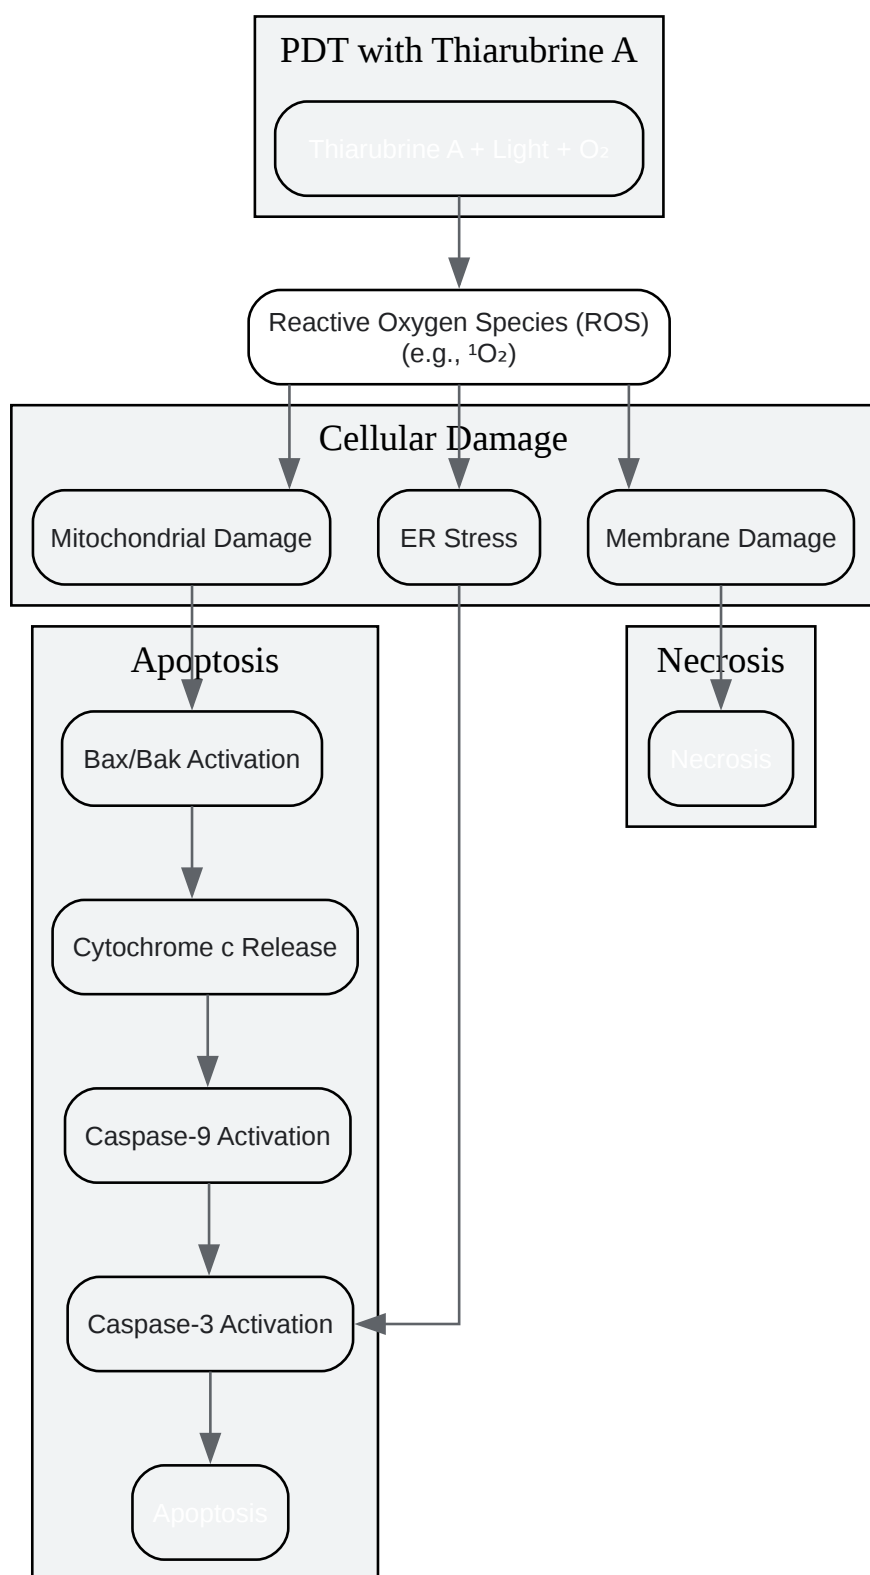 PDT with Thiarubrine A
Thiarubrine A + Light + O₂
Reactive Oxygen Species (ROS)
(e.g., ¹O₂)
Cellular Damage
Mitochondrial Damage
ER Stress
Membrane Damage
Apoptosis
Necrosis
Bax/Bak Activation
Necrosis
Cytochrome c Release
Caspase-9 Activation
Caspase-3 Activation
Apoptosis